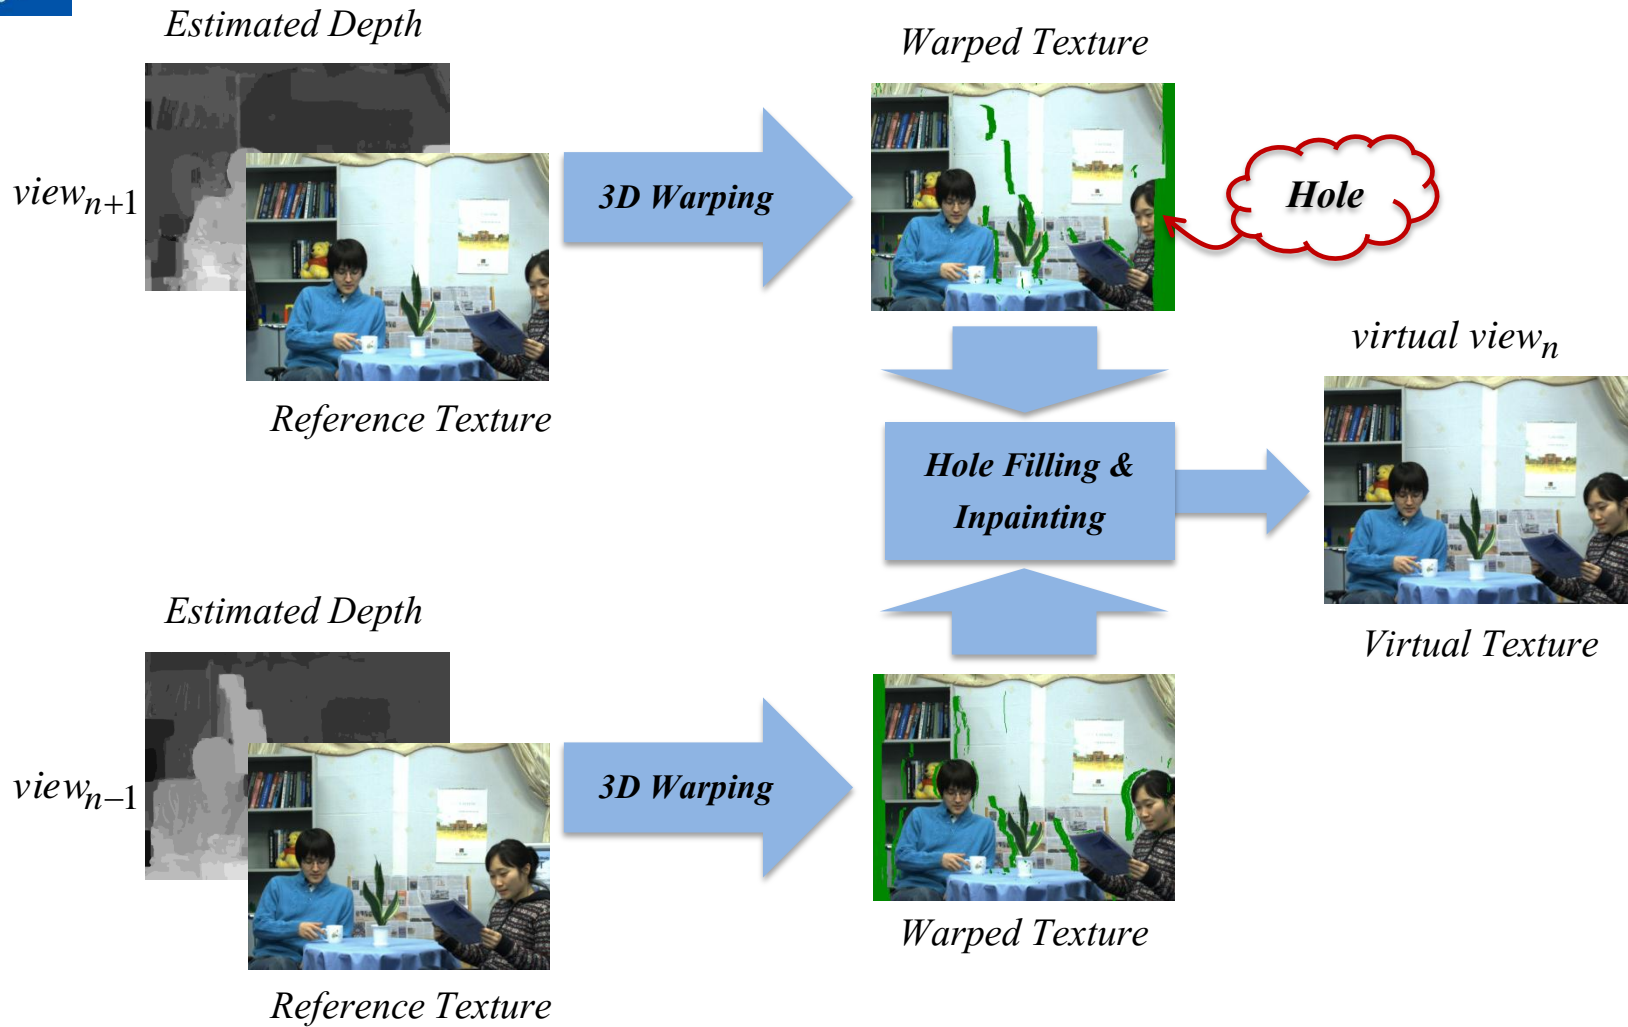 Estimated Depth
Warped Texture
view_{n+1}
3D Warping
Hole
Reference Texture
virtual view_n
Hole Filling &
Inpainting
Estimated Depth
Virtual Texture
view_{n−1}
3D Warping
Warped Texture
Reference Texture